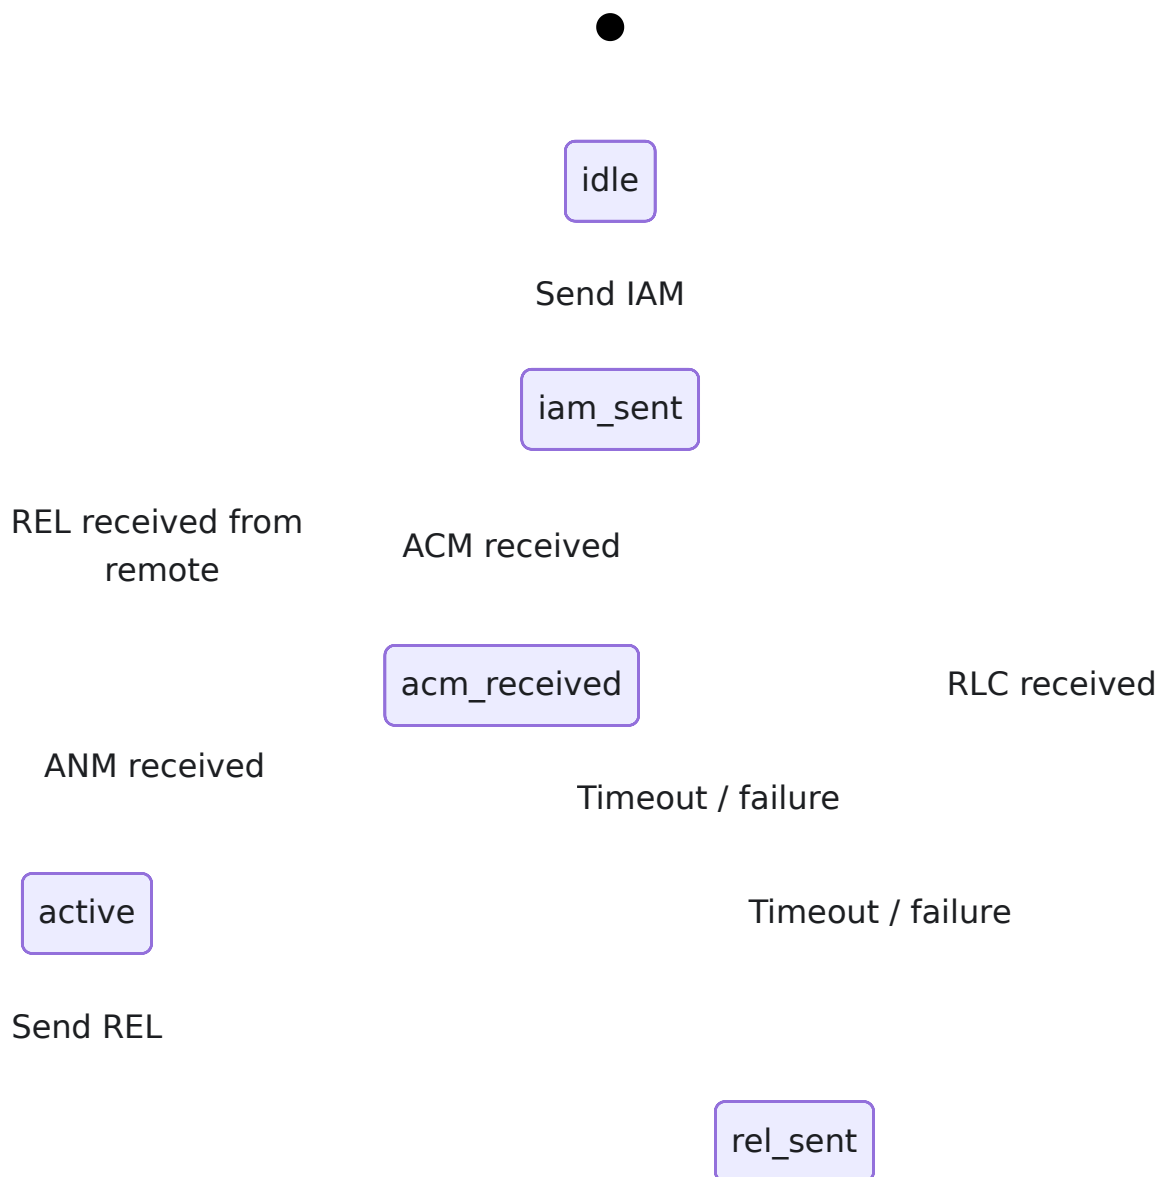 idle
Send IAM
iam_sent
REL received from
remote
ACM received
acm_received
RLC received
ANM received
Timeout / failure
active
Timeout / failure
Send REL
rel_sent